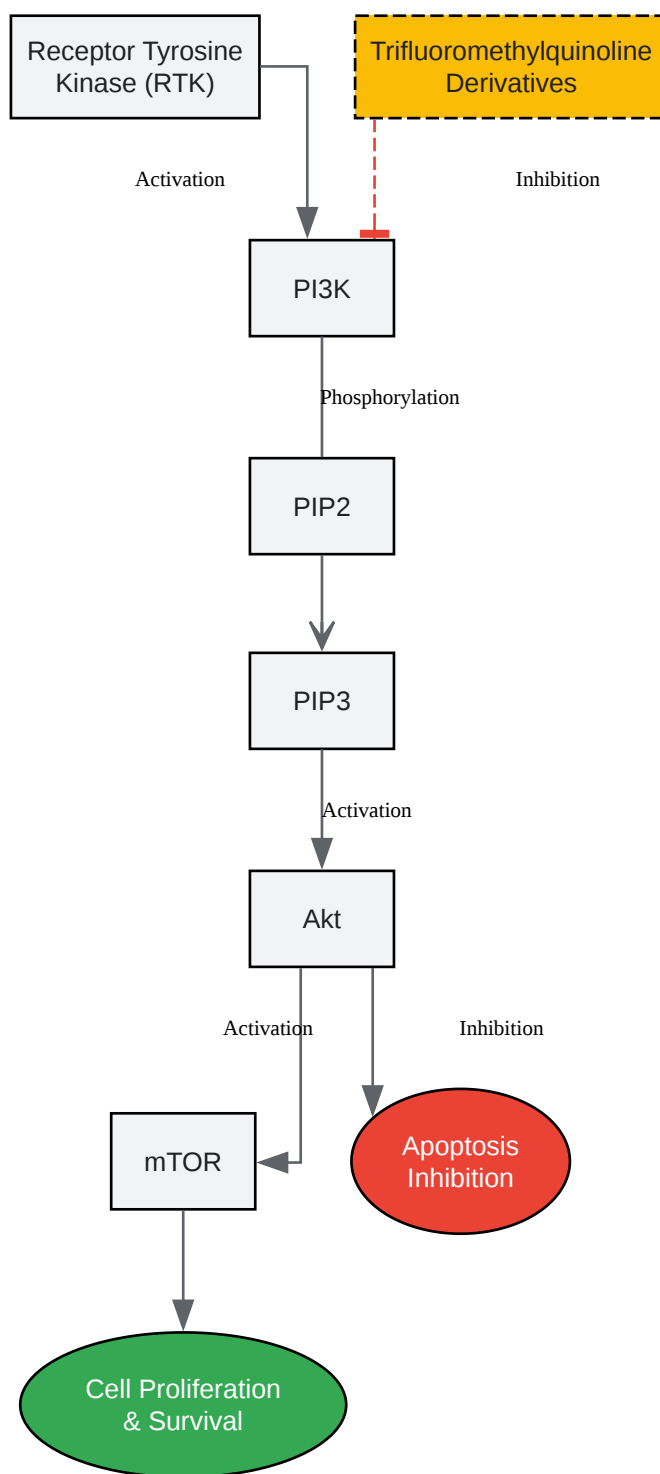 Receptor Tyrosine
Kinase (RTK)
Trifluoromethylquinoline
Derivatives
Activation
Inhibition
PI3K
Phosphorylation
PIP2
PIP3
Activation
Akt
Activation
Inhibition
mTOR
Apoptosis
Inhibition
Cell Proliferation
& Survival